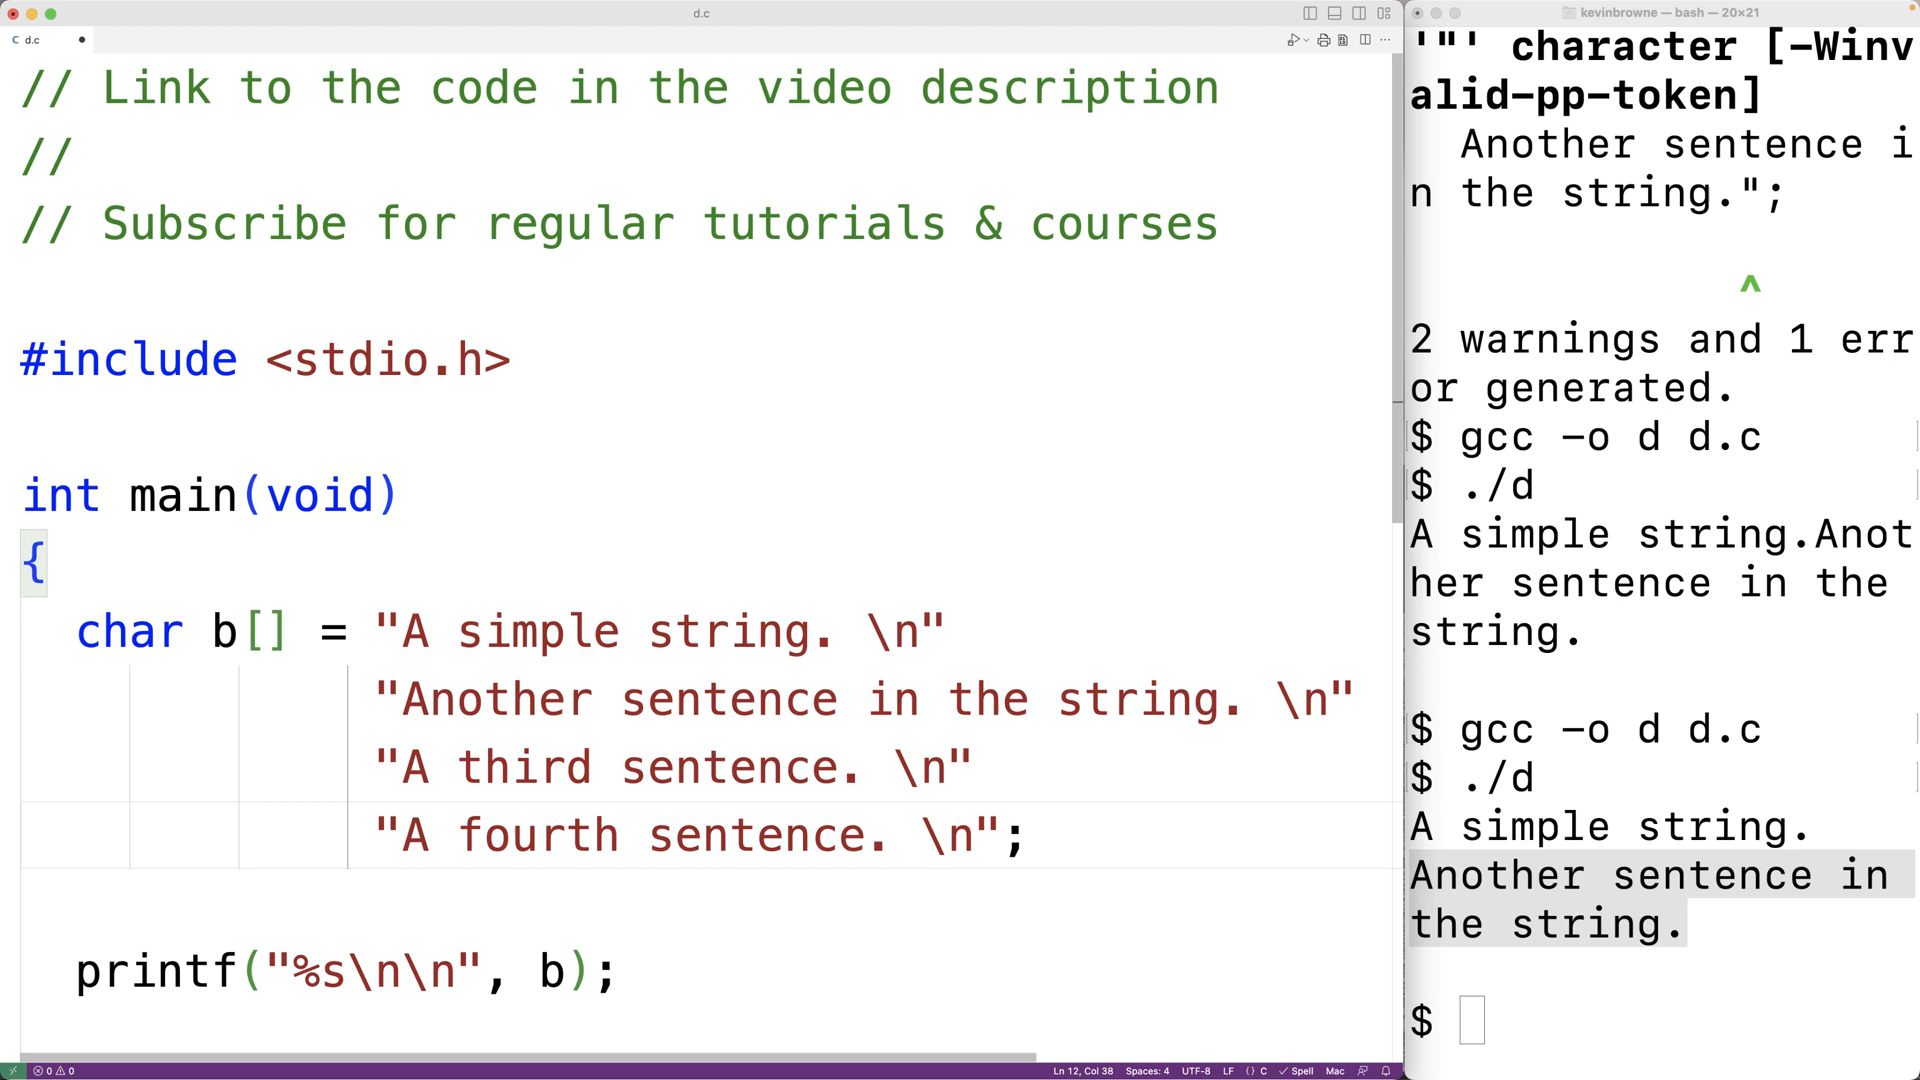 d.c
C d.c
// Link to the code in the video description
//
// Subscribe for regular tutorials & courses
#include <stdio.h>
int main(void)
{
char b[] = "A simple string. \n"
"Another sentence in the string. \n"
"A third sentence. \n"
"A fourth sentence. \n";
printf("%s\n\n", b);
0 0
Ln 12, Col 38 Spaces: 4 UTF-8 LF {} C Spell Mac
kevinbrowne — bash — 20×21
'"' character [-Winv
alid-pp-token]
Another sentence i
n the string.";
^
2 warnings and 1 err
or generated.
$ gcc -o d d.c
$ ./d
A simple string.Anot
her sentence in the
string.
$ gcc -o d d.c
$ ./d
A simple string.
Another sentence in
the string.
$